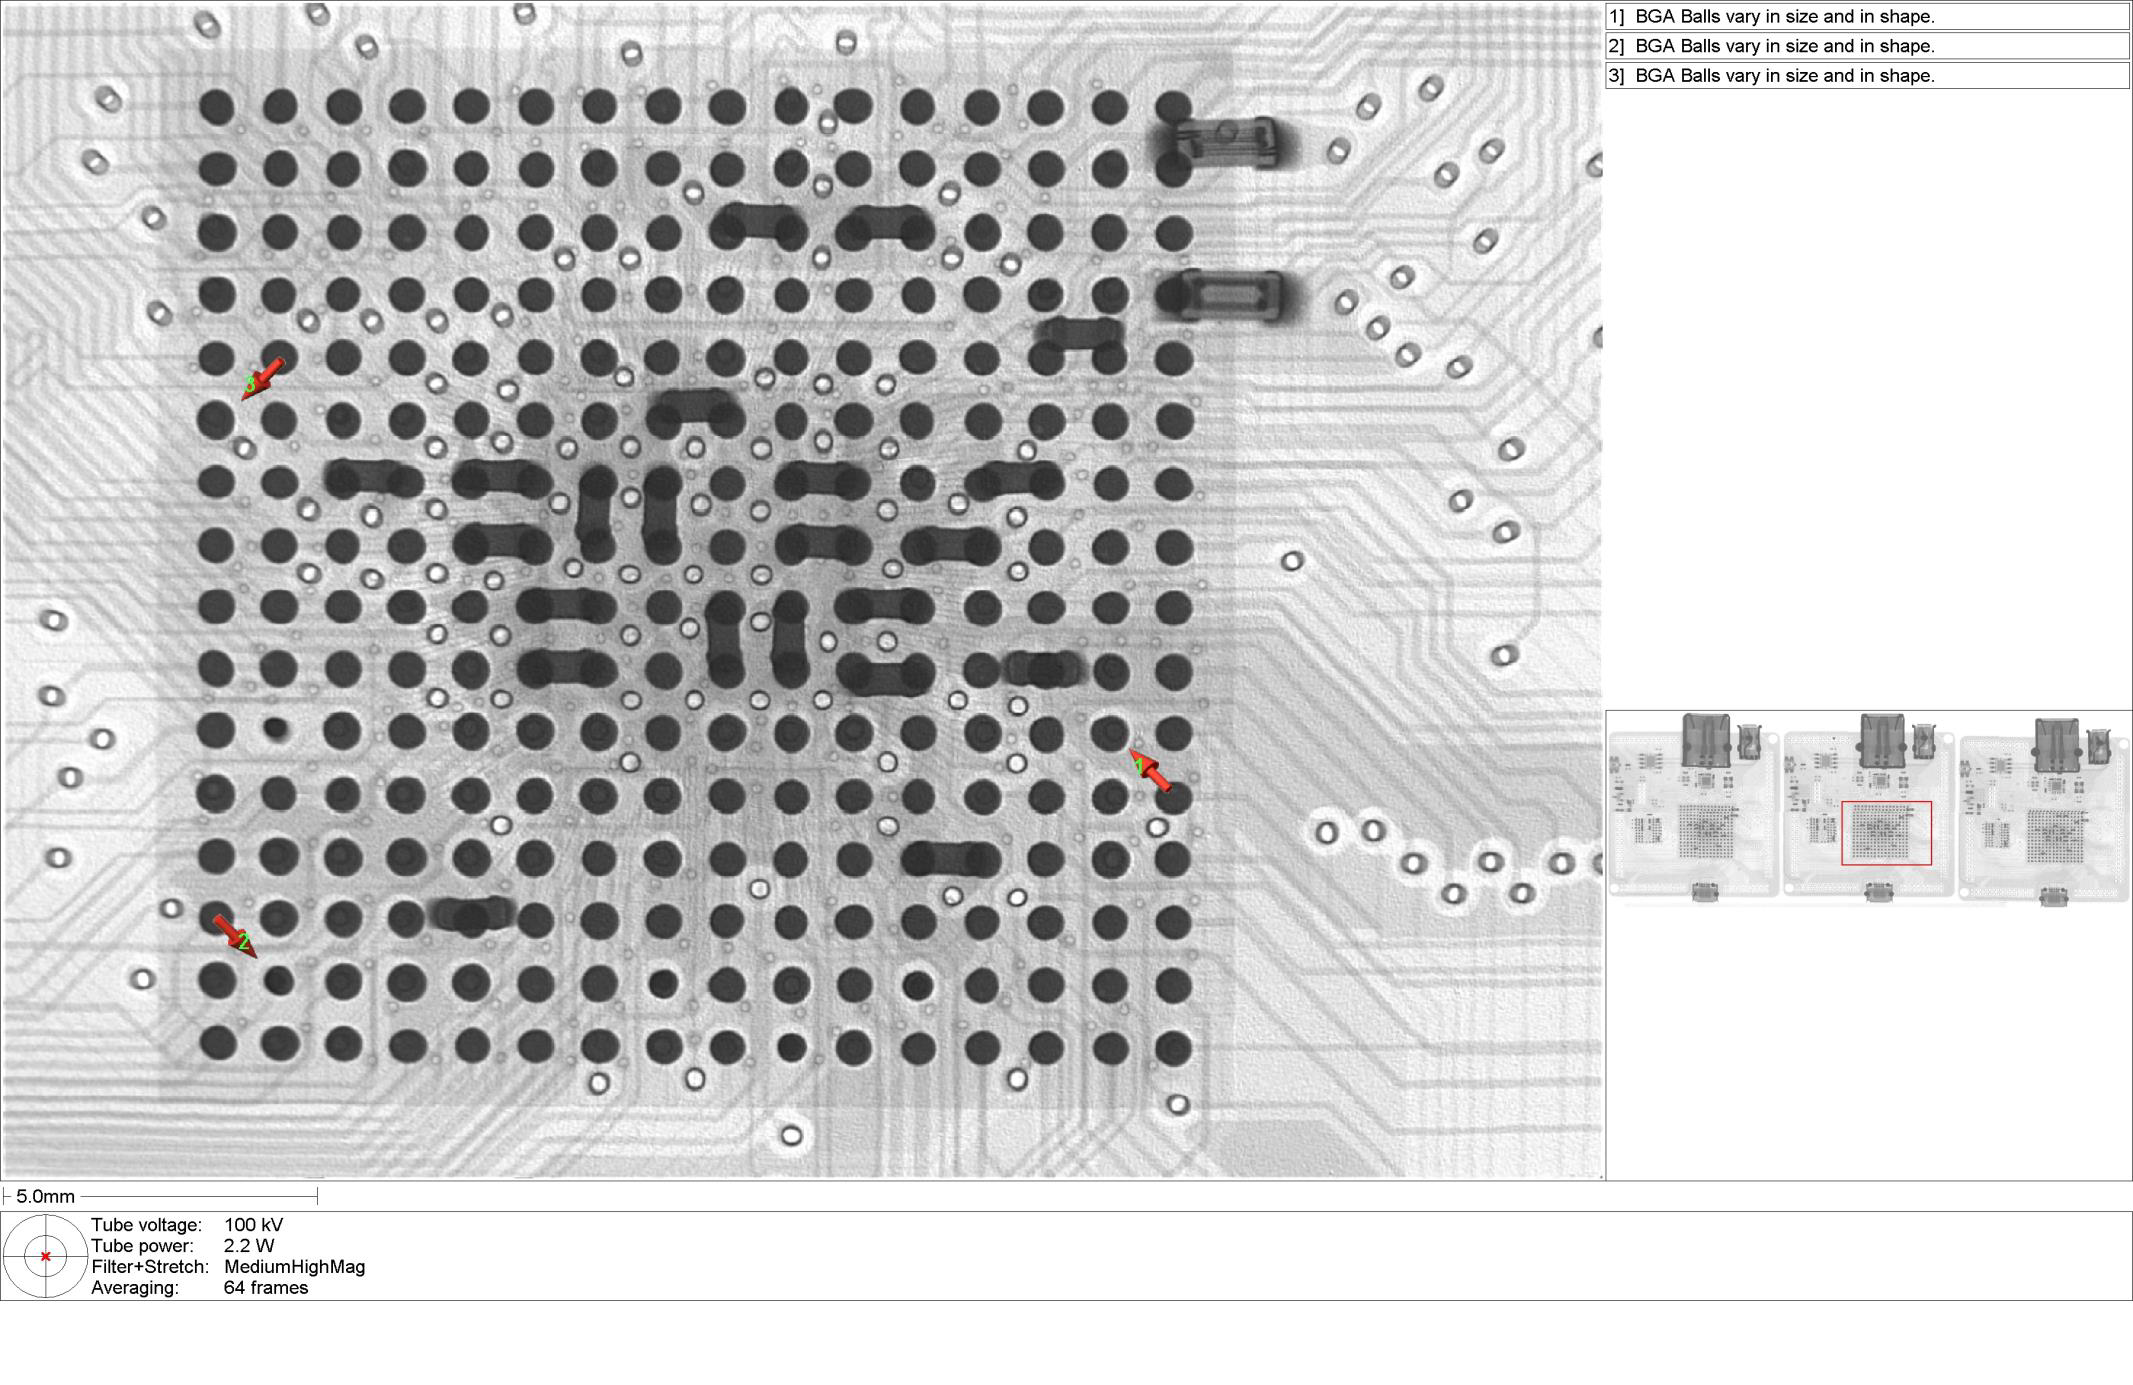 1] BGA Balls vary in size and in shape.
2] BGA Balls vary in size and in shape.
3] BGA Balls vary in size and in shape.
3
1
2
5.0mm
Tube voltage: 100 kV
Tube power: 2.2 W
Filter+Stretch: MediumHighMag
Averaging: 64 frames